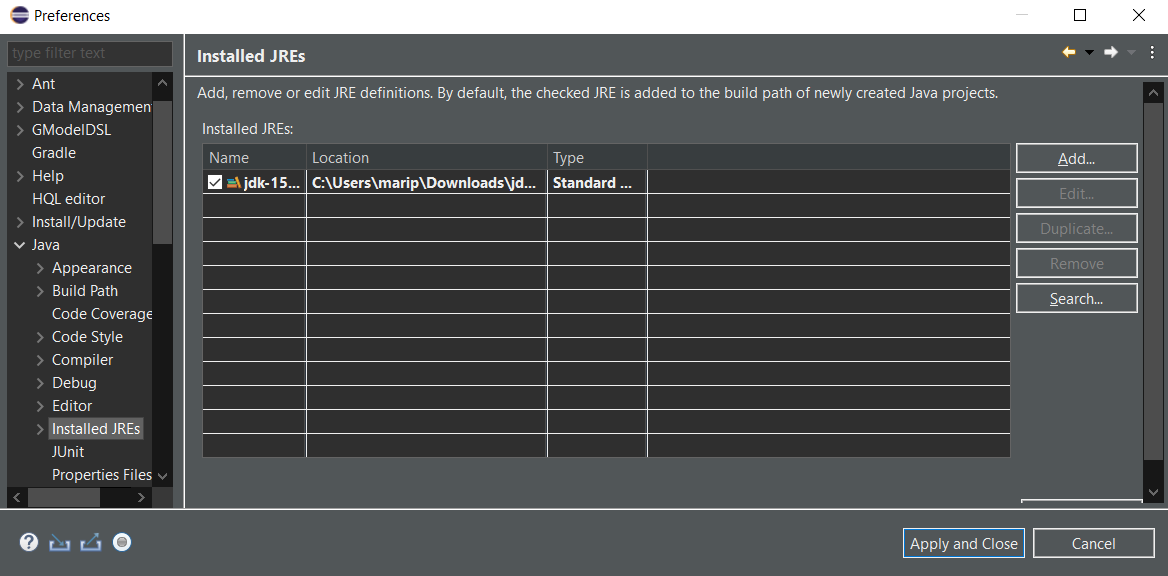 Preferences
type filter text
Ant
Data Managemen
GModelDSL
Gradle
Help
HQL editor
Install/Update
Java
Appearance
Build Path
Code Coverage
Code Style
Compiler
Debug
Editor
Installed JREs
JUnit
Properties Files
Installed JREs
Add, remove or edit JRE definitions. By default, the checked JRE is added to the build path of newly created Java projects.
Installed JREs:
Name Location Type
jdk-15... C:\Users\marip\Downloads\jd... Standard ...
Add...
Edit...
Duplicate...
Remove
Search...
?
Apply and Close Cancel